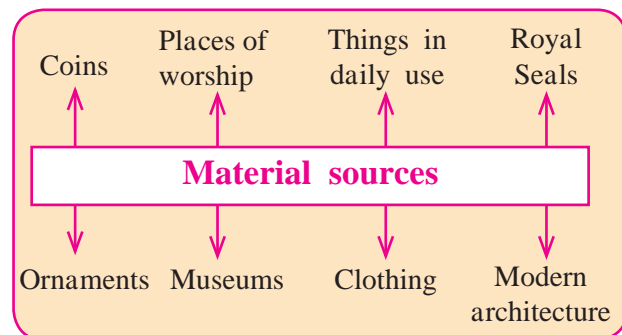 Coins
Places of
worship
Things in
daily use
Royal
Seals
Material sources
Ornaments
Museums
Clothing
Modern
architecture